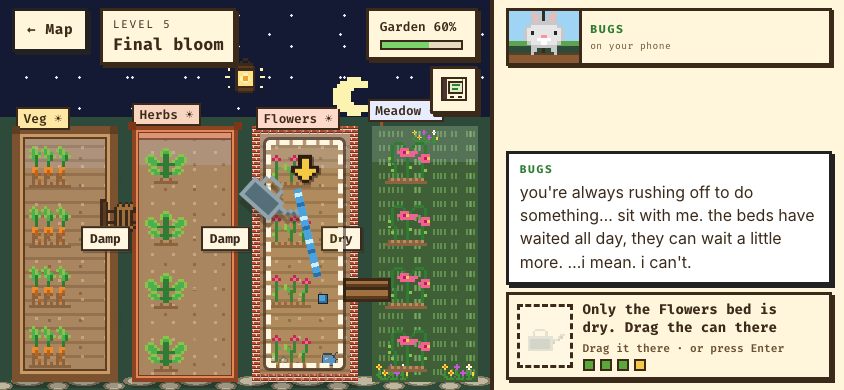 ← Map
LEVEL 5
Final bloom
Garden 60%
Veg ☀
Herbs ☀
Flowers ☀
Meadow
Damp
Damp
Dry
BUGS
on your phone
BUGS
you're always rushing off to do
something... sit with me. the beds have
waited all day, they can wait a little
more. ...i mean. i can't.
Only the Flowers bed is
dry. Drag the can there
Drag it there · or press Enter